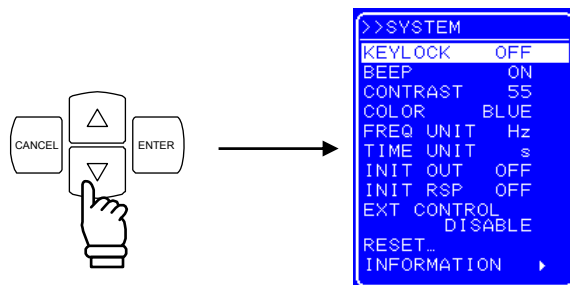 CANCEL
ENTER
>>SYSTEM
KEYLOCK OFF
BEEP ON
CONTRAST 55
COLOR BLUE
FREQ UNIT Hz
TIME UNIT s
INIT OUT OFF
INIT RSP OFF
EXT CONTROL
DISABLE
RESET…
INFORMATION